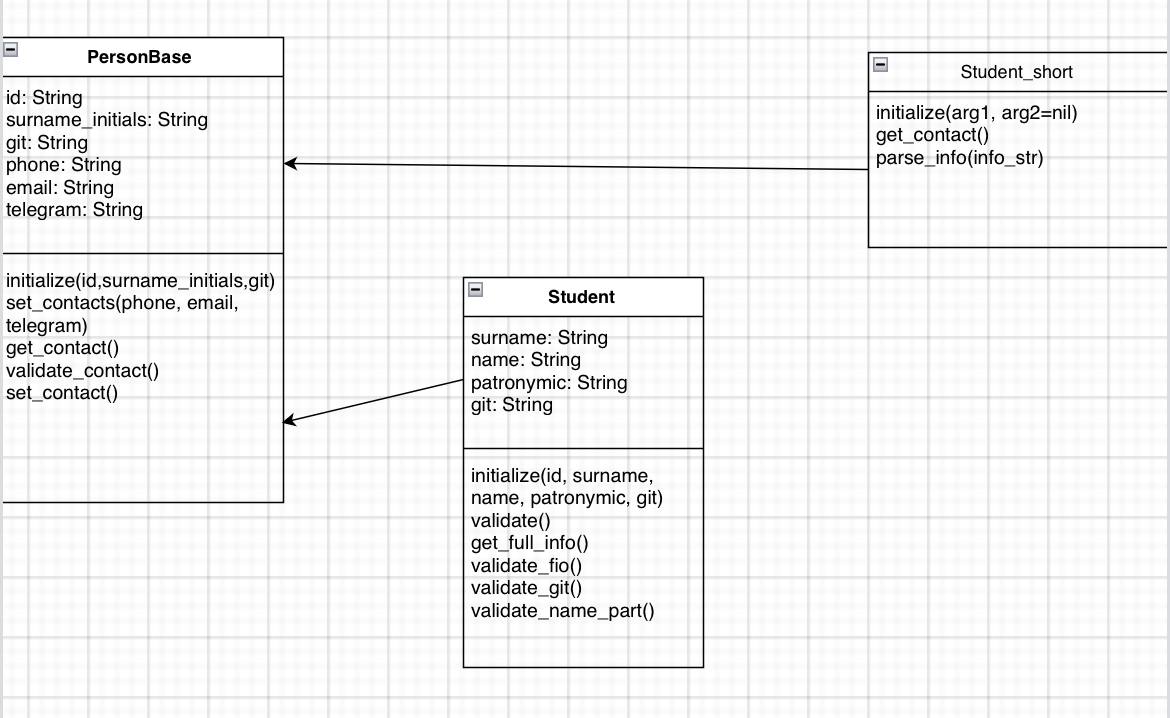 PersonBase
id: String
surname_initials: String
git: String
phone: String
email: String
telegram: String
initialize(id,surname_initials,git)
set_contacts(phone, email,
telegram)
get_contact()
validate_contact()
set_contact()
Student
surname: String
name: String
patronymic: String
git: String
initialize(id, surname,
name, patronymic, git)
validate()
get_full_info()
validate_fio()
validate_git()
validate_name_part()
Student_short
initialize(arg1, arg2=nil)
get_contact()
parse_info(info_str)